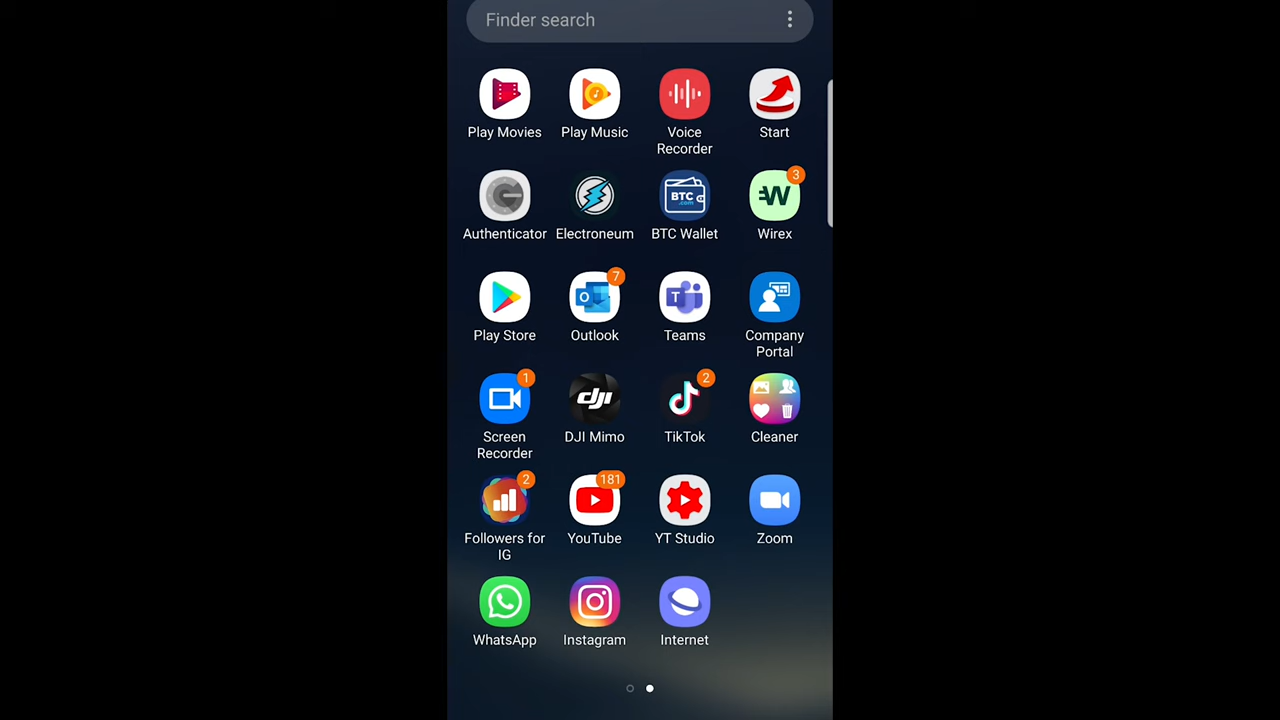 Finder search
Play Movies
Play Music
Voice
Recorder
Start
3
Authenticator
Electroneum
BTC
.com
BTC Wallet
W
Wirex
7
Play Store
O
Outlook
T
Teams
Company
Portal
1
2
Screen
Recorder
dji
DJI Mimo
TikTok
Cleaner
2
181
Followers for
IG
YouTube
YT Studio
Zoom
WhatsApp
Instagram
Internet